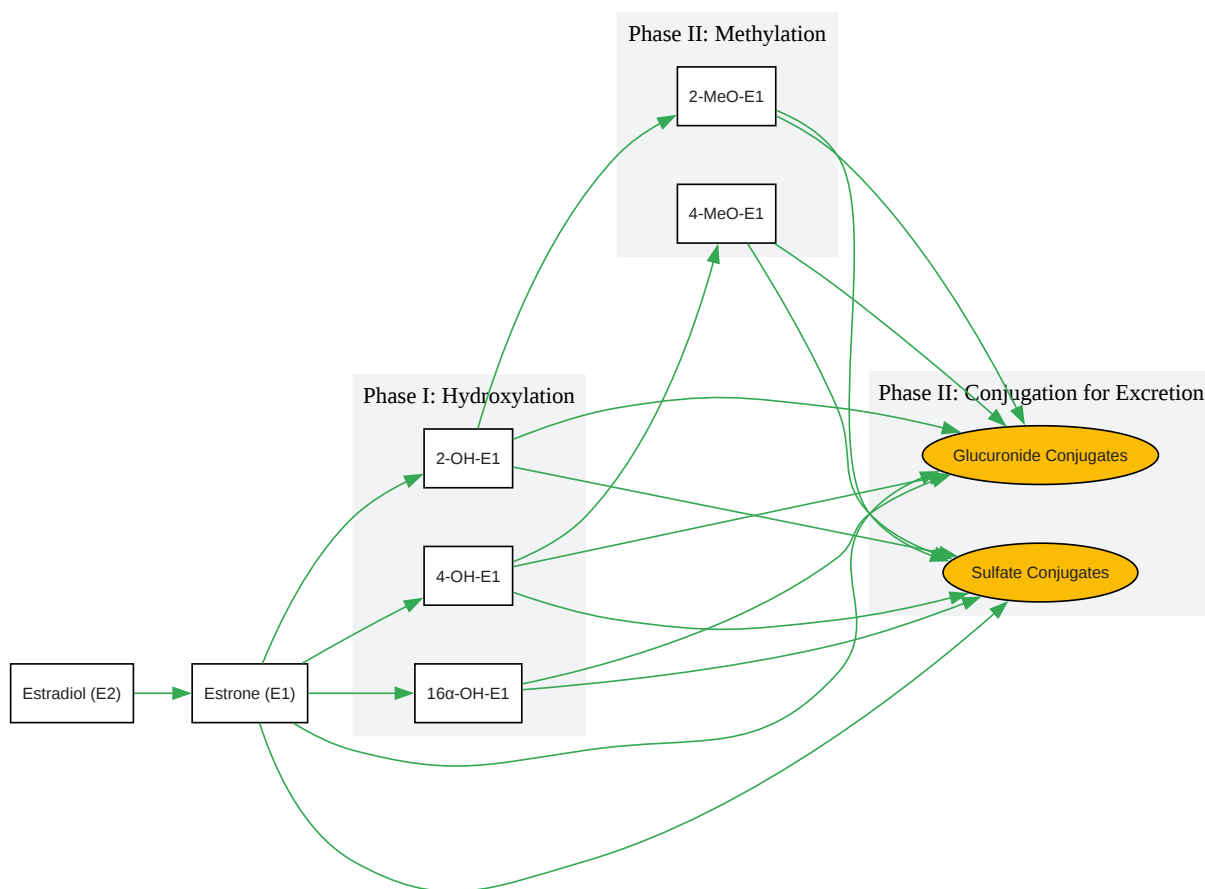 Phase II: Methylation
2-MeO-E1
4-MeO-E1
Phase I: Hydroxylation
2-OH-E1
4-OH-E1
16α-OH-E1
Estradiol (E2)
Estrone (E1)
Phase II: Conjugation for Excretion
Glucuronide Conjugates
Sulfate Conjugates